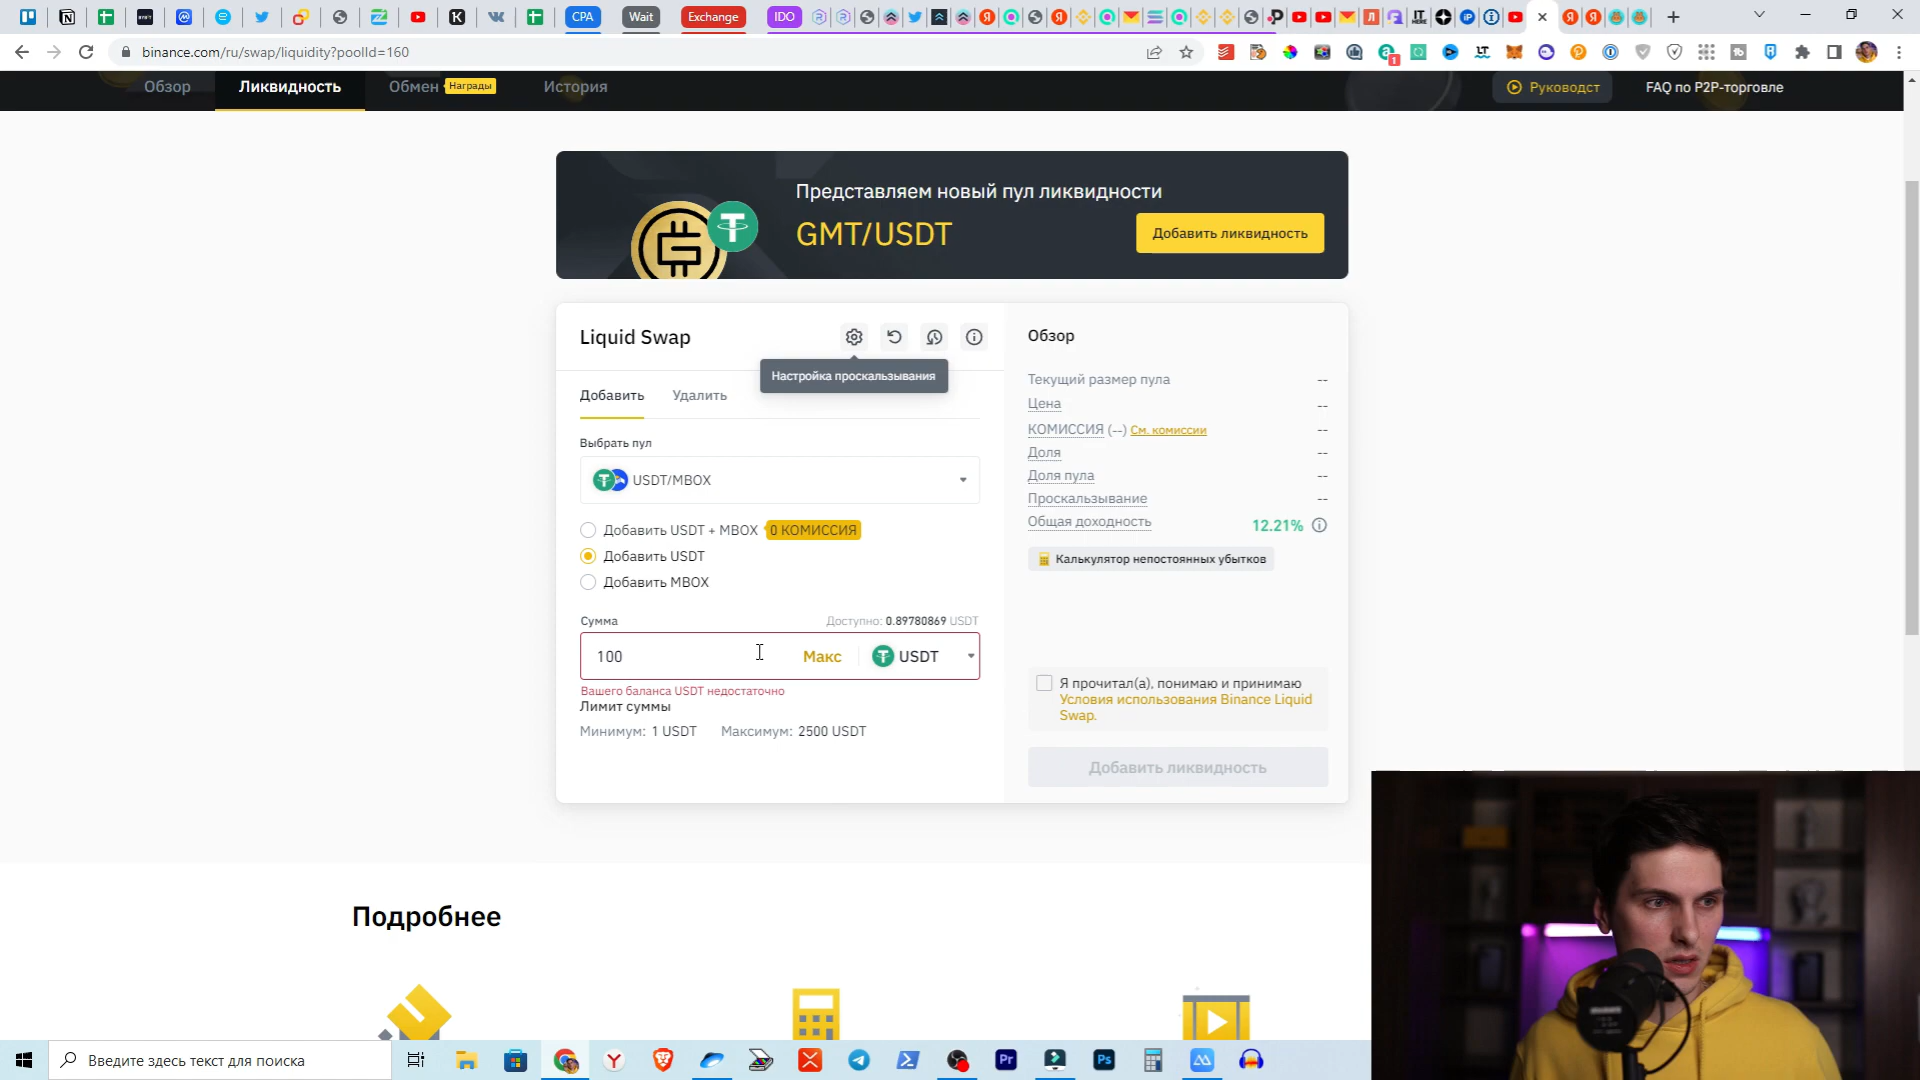 CPA
Wait
Exchange
IDO
binance.com/ru/swap/liquidity?poolId=160
Обзор
Ликвидность
Обмен
Награды
История
Руководст
FAQ по P2P-торговле
Представляем новый пул ликвидности
GMT/USDT
Добавить ликвидность
Liquid Swap
Настройка проскальзывания
Добавить
Удалить
Выбрать пул
USDT/MBOX
Добавить USDT + MBOX
0 КОМИССИЯ
Добавить USDT
Добавить MBOX
Сумма
Доступно: 0.89780869 USDT
100
Макс
USDT
Вашего баланса USDT недостаточно
Лимит суммы
Минимум: 1 USDT
Максимум: 2500 USDT
Обзор
Текущий размер пула --
Цена --
КОМИССИЯ (--) См. комиссии --
Доля --
Доля пула --
Проскальзывание --
Общая доходность 12.21%
Калькулятор непостоянных убытков
Я прочитал(а), понимаю и принимаю
Условия использования Binance Liquid
Swap.
Добавить ликвидность
Подробнее
Введите здесь текст для поиска
Pr
Ps